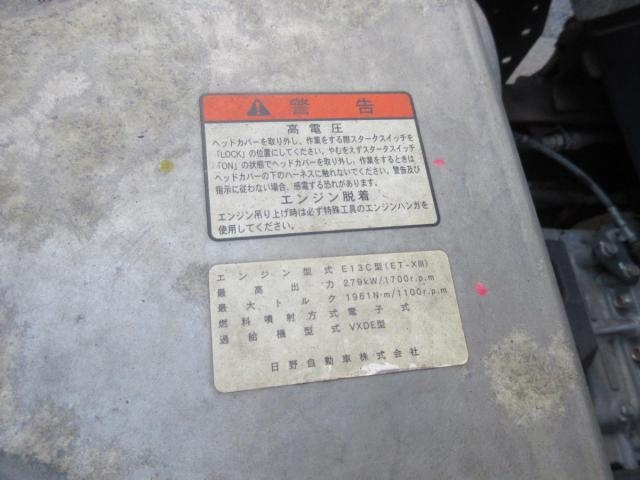 警告
高電圧
ヘッドカバーを取り外し、作業をする際スタータスイッチを
「LOCK」の位置にしてください。やむをえずスタータスイッチ
「ON」の状態でヘッドカバーを取り外し、作業をするときは
ヘッドカバーの下のハーネスに触れないでください。警告及び
指示に従わない場合、感電する恐れがあります。
エンジン脱着
エンジン吊り上げ時は必ず特殊工具のエンジンハンガを
使用してください。
エンジン型式 E13C型(ET-XIII)
最高出力 279kW/1700r.p.m
最大トルク 1961N·m/1100r.p.m
燃料噴射方式 電子式
過給機型式 VXDE型
日野自動車株式会社